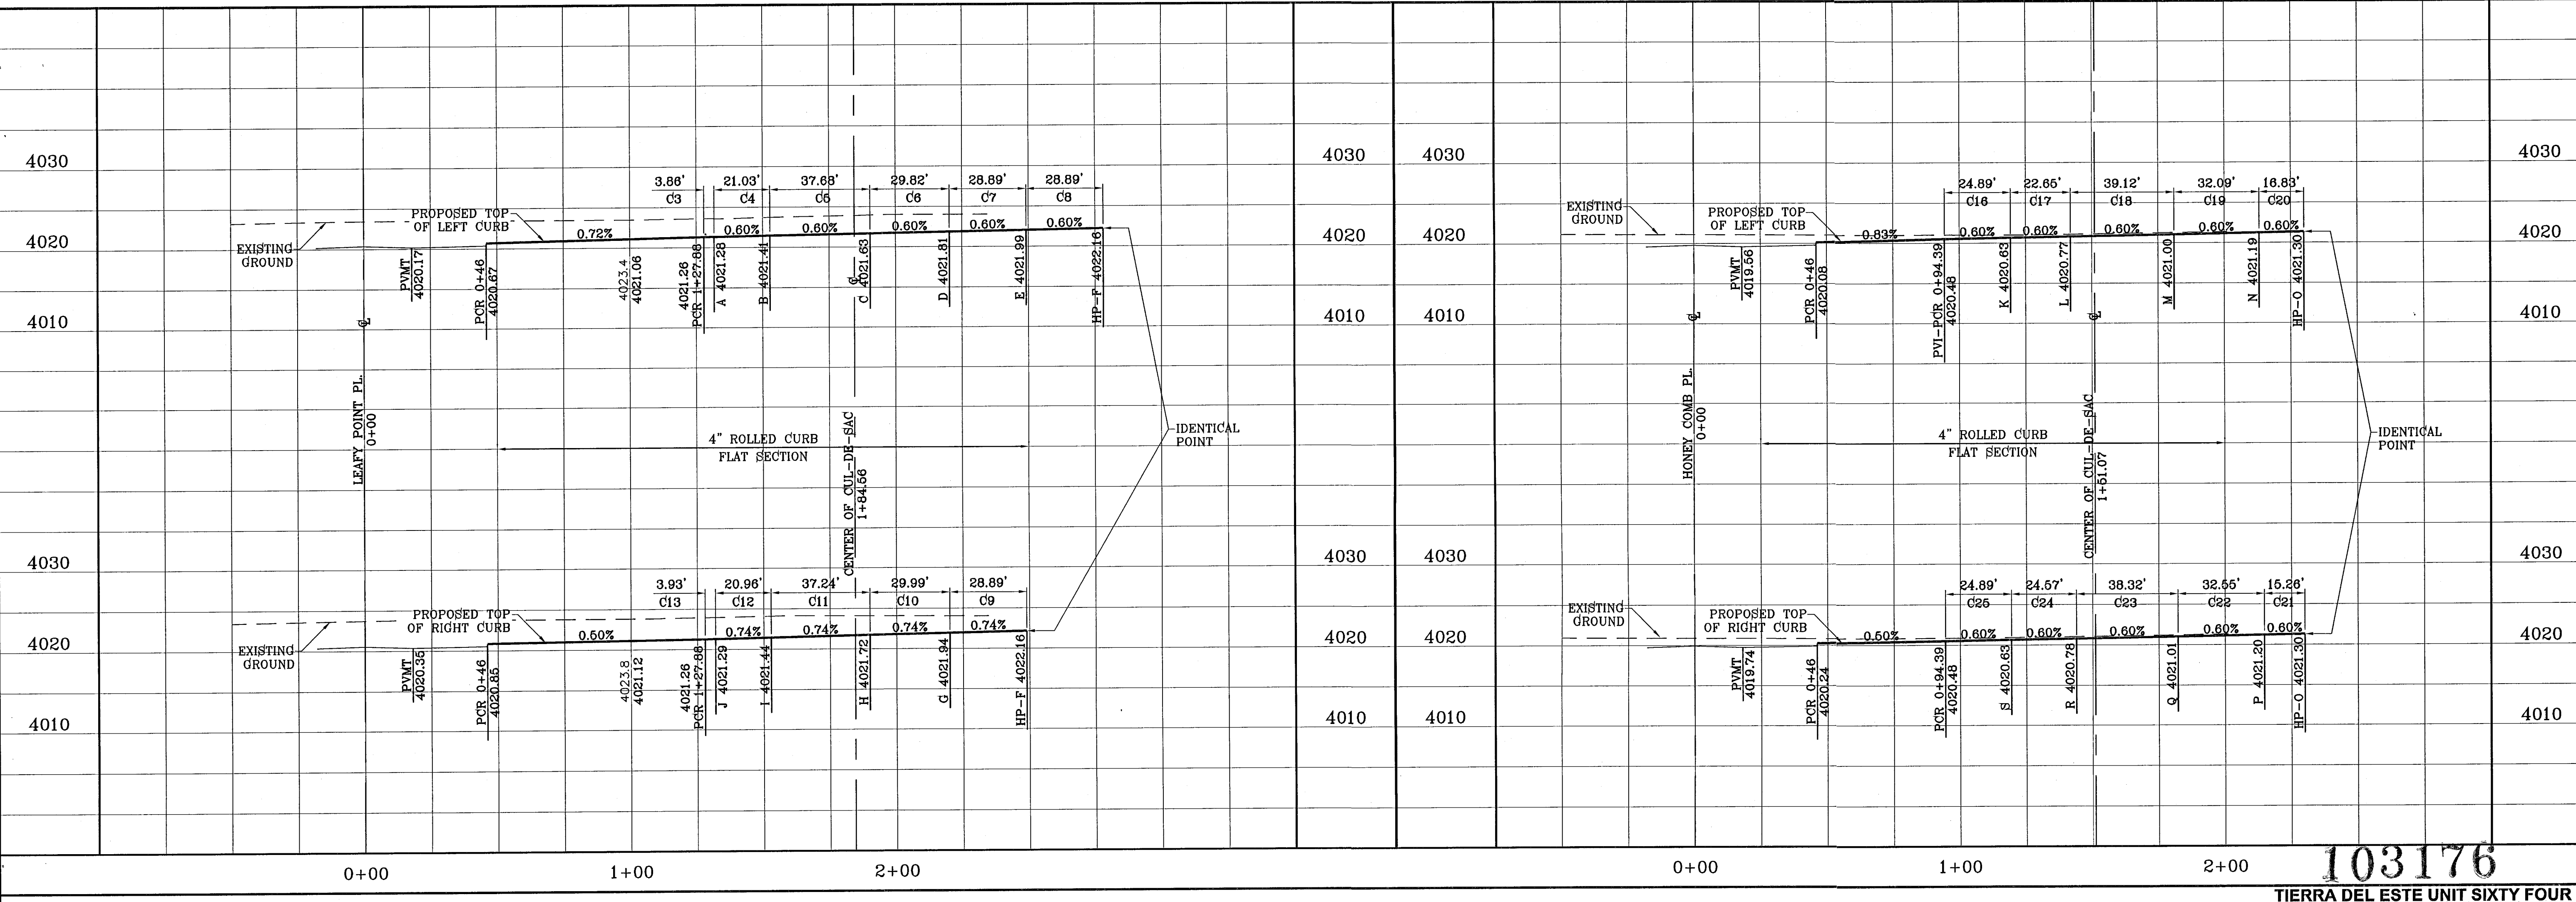 4030
4030
4030
4030
3.86'
21.03'
37.68'
29.82'
28.89'
28.89'
C3
C4
C5
C6
C7
C8
PROPOSED TOP
OF LEFT CURB
EXISTING
GROUND
0.72%
0.60%
0.60%
0.60%
0.60%
0.60%
4020
4020
4020
4020
PVMT
4020.17
PCR 0+46
4020.67
4023.4
4021.06
4021.26
PCR 1+27.88
A 4021.28
B 4021.41
C 4021.63
D 4021.81
E 4021.99
HP-F 4022.16
4010
4010
4010
4010
℄
LEAFY POINT PL.
0+00
4" ROLLED CURB
FLAT SECTION
℄
CENTER OF CUL-DE-SAC
1+84.56
IDENTICAL
POINT
24.89'
22.65'
39.12'
32.09'
16.83'
C16
C17
C18
C19
C20
EXISTING
GROUND
PROPOSED TOP
OF LEFT CURB
0.83%
0.60%
0.60%
0.60%
0.60%
0.60%
PVMT
4019.56
PCR 0+46
4020.08
PVI-PCR 0+94.39
4020.48
K 4020.63
L 4020.77
M 4021.00
N 4021.19
HP-O 4021.30
℄
HONEY COMB PL.
0+00
4" ROLLED CURB
FLAT SECTION
℄
CENTER OF CUL-DE-SAC
1+51.07
IDENTICAL
POINT
4030
4030
4030
4030
3.93'
20.96'
37.24'
29.99'
28.89'
C13
C12
C11
C10
C9
PROPOSED TOP
OF RIGHT CURB
EXISTING
GROUND
0.50%
0.74%
0.74%
0.74%
0.74%
4020
4020
4020
4020
PVMT
4020.35
PCR 0+46
4020.85
4023.8
4021.12
4021.26
PCR 1+27.88
J 4021.29
I 4021.44
H 4021.72
G 4021.94
HP-F 4022.16
4010
4010
4010
4010
24.89'
24.57'
38.32'
32.55'
15.26'
C25
C24
C23
C22
C21
EXISTING
GROUND
PROPOSED TOP
OF RIGHT CURB
0.50%
0.60%
0.60%
0.60%
0.60%
0.60%
PVMT
4019.74
PCR 0+46
4020.24
PCR 0+94.39
4020.48
S 4020.63
R 4020.78
Q 4021.01
P 4021.20
HP-O 4021.30
0+00
1+00
2+00
0+00
1+00
2+00
103176
TIERRA DEL ESTE UNIT SIXTY FOUR